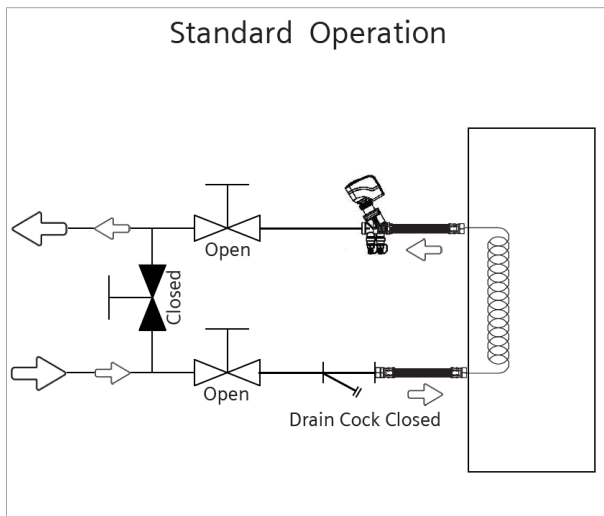 Standard Operation
Open
Closed
Open
Drain Cock Closed